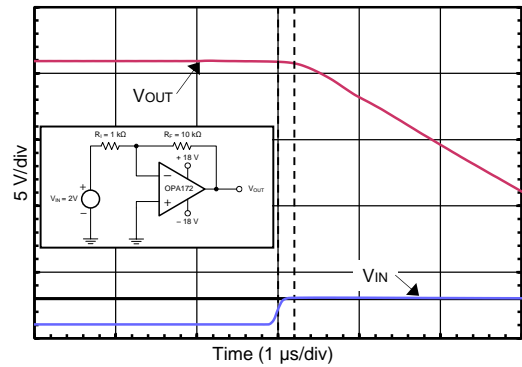 VOUT
R₁ = 1 kΩ
RF = 10 kΩ
+ 18 V
−
OPA172
+
VOUT
+
VIN = 2V
−
− 18 V
5 V/div
VIN
Time (1 µs/div)